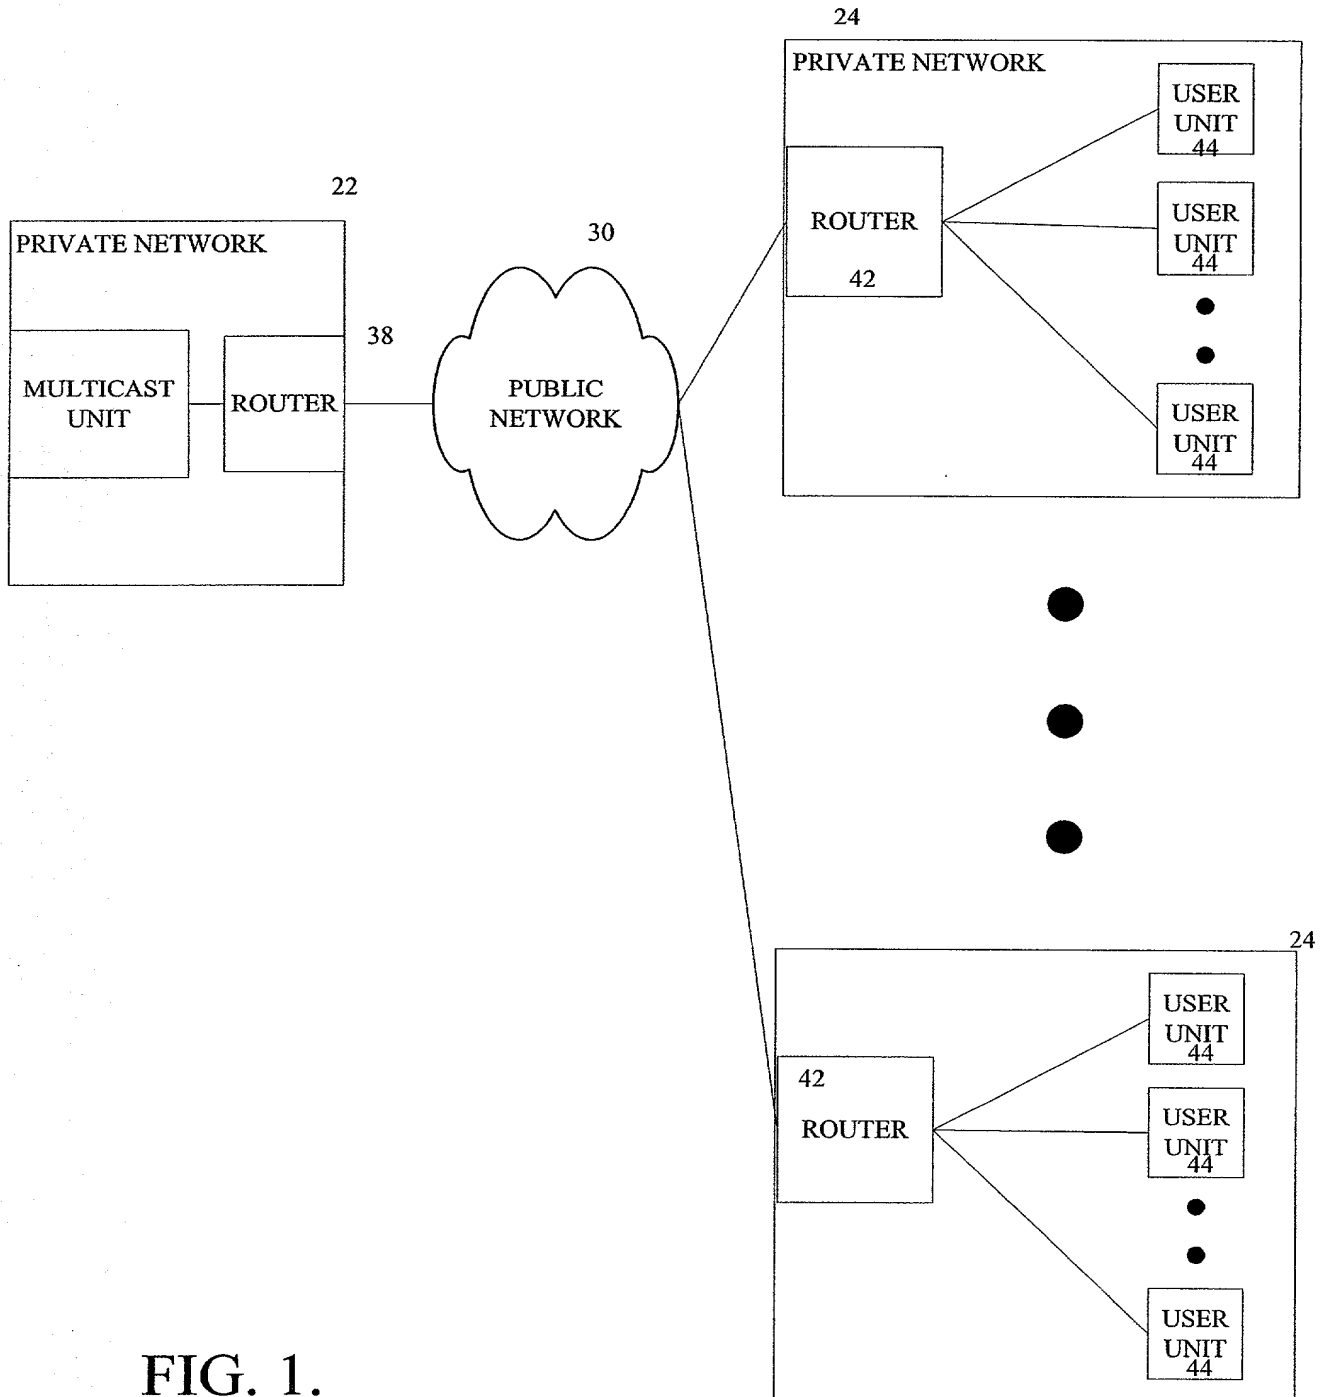 24
PRIVATE NETWORK
USER
UNIT
44
22
PRIVATE NETWORK
30
ROUTER
42
USER
UNIT
44
38
MULTICAST
UNIT
ROUTER
PUBLIC
NETWORK
USER
UNIT
44
24
USER
UNIT
44
42
ROUTER
USER
UNIT
44
USER
UNIT
44
FIG. 1.